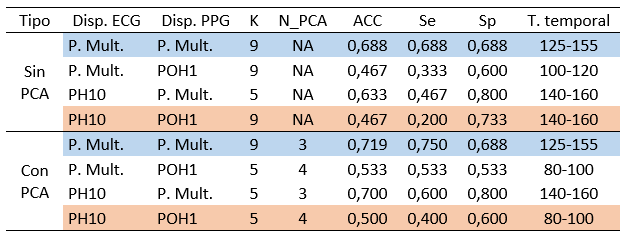 Tipo Disp. ECG Disp. PPG K N_PCA ACC Se Sp T. temporal
Sin PCA
P. Mult. P. Mult. 9 NA 0,688 0,688 0,688 125-155
P. Mult. POH1 9 NA 0,467 0,333 0,600 100-120
PH10 P. Mult. 5 NA 0,633 0,467 0,800 140-160
PH10 POH1 9 NA 0,467 0,200 0,733 140-160
Con PCA
P. Mult. P. Mult. 9 3 0,719 0,750 0,688 125-155
P. Mult. POH1 5 4 0,533 0,533 0,533 80-100
PH10 P. Mult. 5 3 0,700 0,600 0,800 140-160
PH10 POH1 5 4 0,500 0,400 0,600 80-100